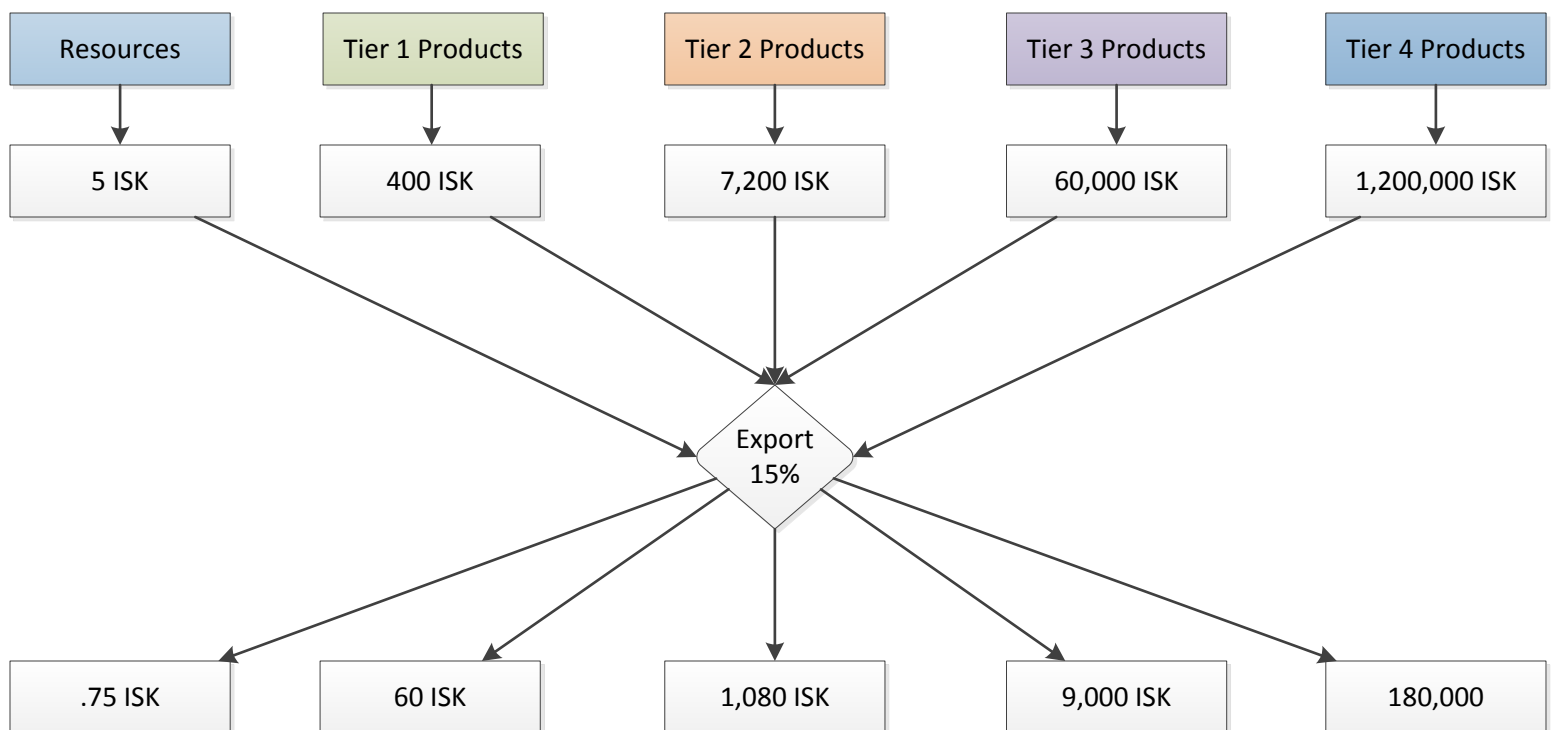 Resources
Tier 1 Products
Tier 2 Products
Tier 3 Products
Tier 4 Products
5 ISK
400 ISK
7,200 ISK
60,000 ISK
1,200,000 ISK
Export
15%
.75 ISK
60 ISK
1,080 ISK
9,000 ISK
180,000